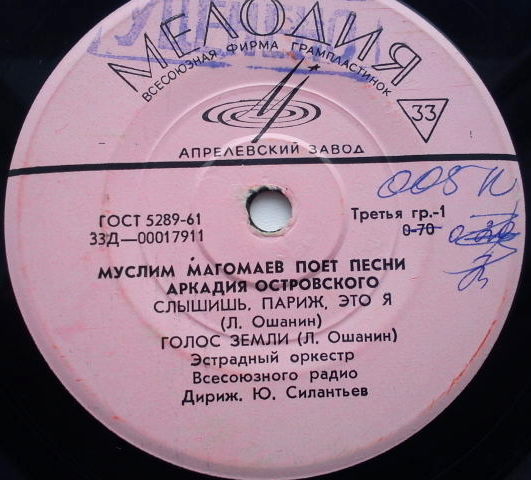 МЕЛОДИЯ
ВСЕСОЮЗНАЯ ФИРМА ГРАМПЛАСТИНОК
33
АПРЕЛЕВСКИЙ ЗАВОД
ГОСТ 5289-61
33Д—00017911
Третья гр.-1
0-70
МУСЛИМ МАГОМАЕВ ПОЕТ ПЕСНИ
АРКАДИЯ ОСТРОВСКОГО
СЛЫШИШЬ, ПАРИЖ, ЭТО Я
(Л. Ошанин)
ГОЛОС ЗЕМЛИ (Л. Ошанин)
Эстрадный оркестр
Всесоюзного радио
Дириж. Ю. Силантьев